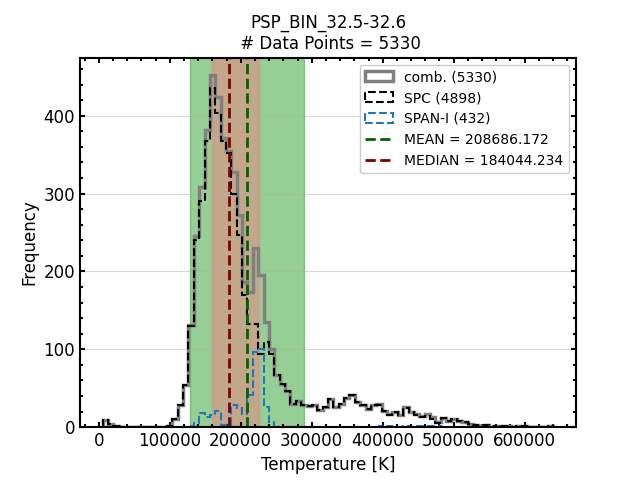 PSP_BIN_32.5-32.6
# Data Points = 5330
comb. (5330)
SPC (4898)
SPAN-I (432)
MEAN = 208686.172
MEDIAN = 184044.234
Frequency
400
300
200
100
0
0 100000 200000 300000 400000 500000 600000
Temperature [K]